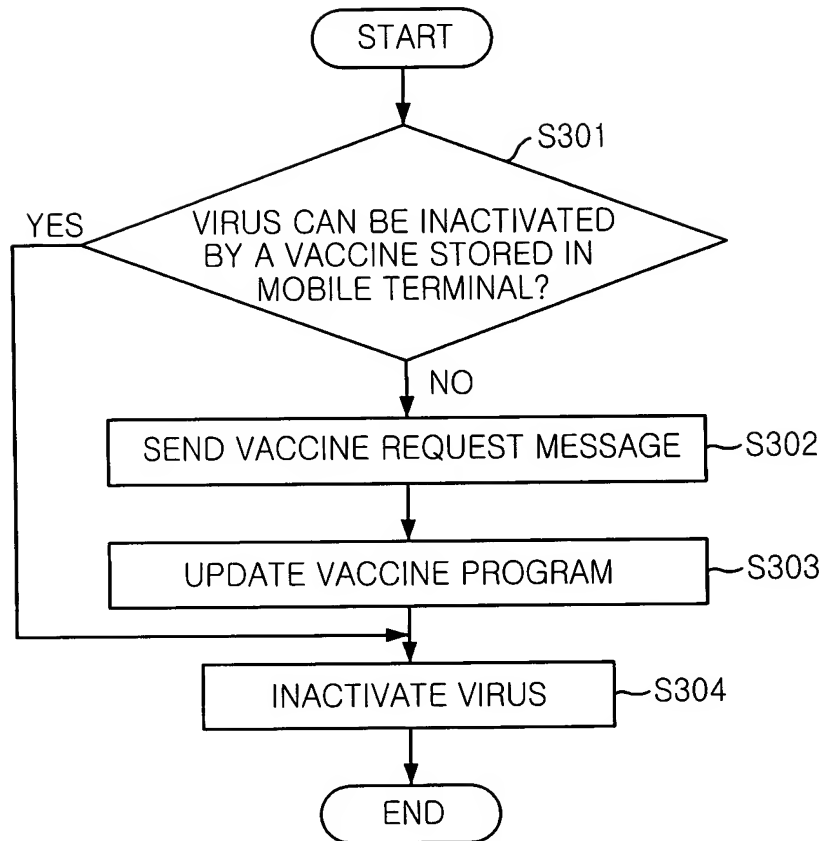 START
S301
YES
VIRUS CAN BE INACTIVATED
BY A VACCINE STORED IN
MOBILE TERMINAL?
NO
SEND VACCINE REQUEST MESSAGE
S302
UPDATE VACCINE PROGRAM
S303
INACTIVATE VIRUS
S304
END